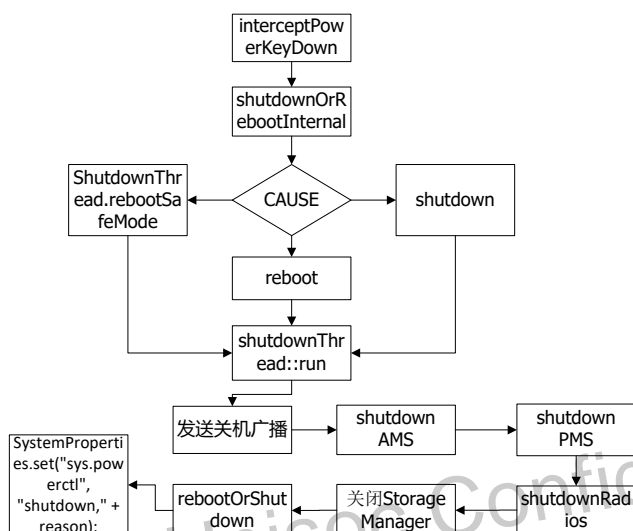 interceptPow
erKeyDown
shutdownOrR
ebootInternal
ShutdownThr
ead.rebootSa
feMode
CAUSE
shutdown
reboot
shutdownThr
ead::run
发送关机广播
shutdown
AMS
shutdown
PMS
SystemProperti
es.set("sys.pow
erctl",
"shutdown," +
reason);
rebootOrShut
down
关闭Storage
Manager
shutdownRad
ios